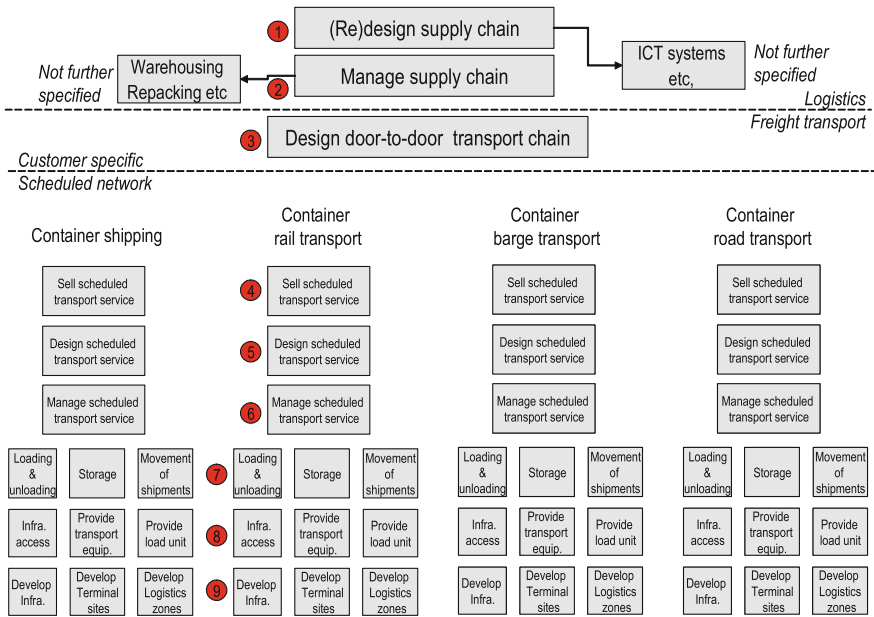 1
(Re)design supply chain
Not further
specified
Warehousing
Repacking etc
2
Manage supply chain
ICT systems
etc,
Not further
specified
Logistics
Freight transport
3
Design door-to-door transport chain
Customer specific
Scheduled network
Container shipping
Container
rail transport
Container
barge transport
Container
road transport
Sell scheduled
transport service
4
Sell scheduled
transport service
Sell scheduled
transport service
Sell scheduled
transport service
Design scheduled
transport service
5
Design scheduled
transport service
Design scheduled
transport service
Design scheduled
transport service
Manage scheduled
transport service
6
Manage scheduled
transport service
Manage scheduled
transport service
Manage scheduled
transport service
Loading
&
unloading
Storage
Movement
of
shipments
7
Loading
&
unloading
Storage
Movement
of
shipments
Loading
&
unloading
Storage
Movement
of
shipments
Loading
&
unloading
Storage
Movement
of
shipments
Infra.
access
Provide
transport
equip.
Provide
load unit
8
Infra.
access
Provide
transport
equip.
Provide
load unit
Infra.
access
Provide
transport
equip.
Provide
load unit
Infra.
access
Provide
transport
equip.
Provide
load unit
Develop
Infra.
Develop
Terminal
sites
Develop
Logistics
zones
9
Develop
Infra.
Develop
Terminal
sites
Develop
Logistics
zones
Develop
Infra.
Develop
Terminal
sites
Develop
Logistics
zones
Develop
Infra.
Develop
Terminal
sites
Develop
Logistics
zones